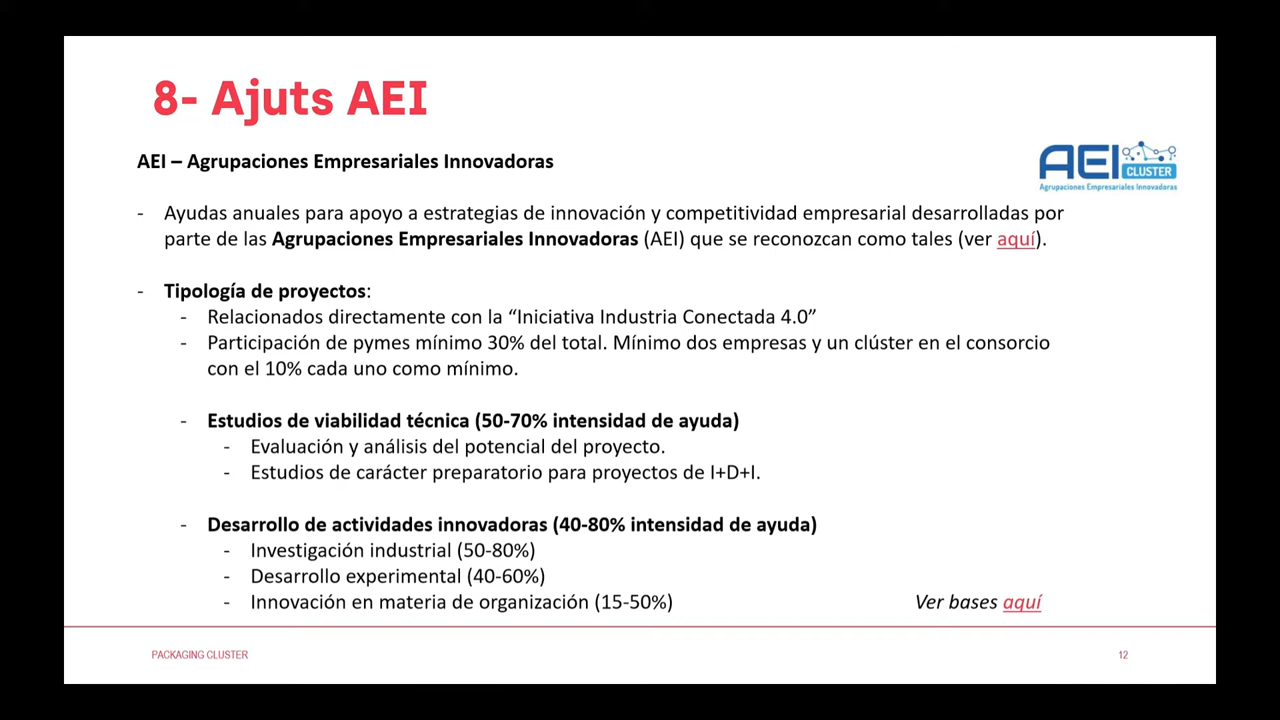 8- Ajuts AEI
AEI – Agrupaciones Empresariales Innovadoras
AEI
CLUSTER
Agrupaciones Empresariales Innovadoras
- Ayudas anuales para apoyo a estrategias de innovación y competitividad empresarial desarrolladas por
parte de las Agrupaciones Empresariales Innovadoras (AEI) que se reconozcan como tales (ver aquí).
- Tipología de proyectos:
- Relacionados directamente con la “Iniciativa Industria Conectada 4.0”
- Participación de pymes mínimo 30% del total. Mínimo dos empresas y un clúster en el consorcio
con el 10% cada uno como mínimo.
- Estudios de viabilidad técnica (50-70% intensidad de ayuda)
- Evaluación y análisis del potencial del proyecto.
- Estudios de carácter preparatorio para proyectos de I+D+I.
- Desarrollo de actividades innovadoras (40-80% intensidad de ayuda)
- Investigación industrial (50-80%)
- Desarrollo experimental (40-60%)
- Innovación en materia de organización (15-50%)
Ver bases aquí
PACKAGING CLUSTER
12